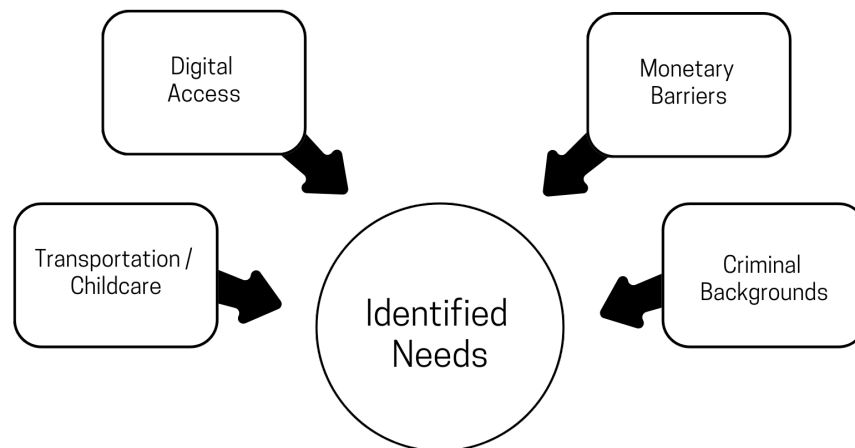 Digital
Access
Monetary
Barriers
Transportation /
Childcare
Criminal
Backgrounds
Identified
Needs